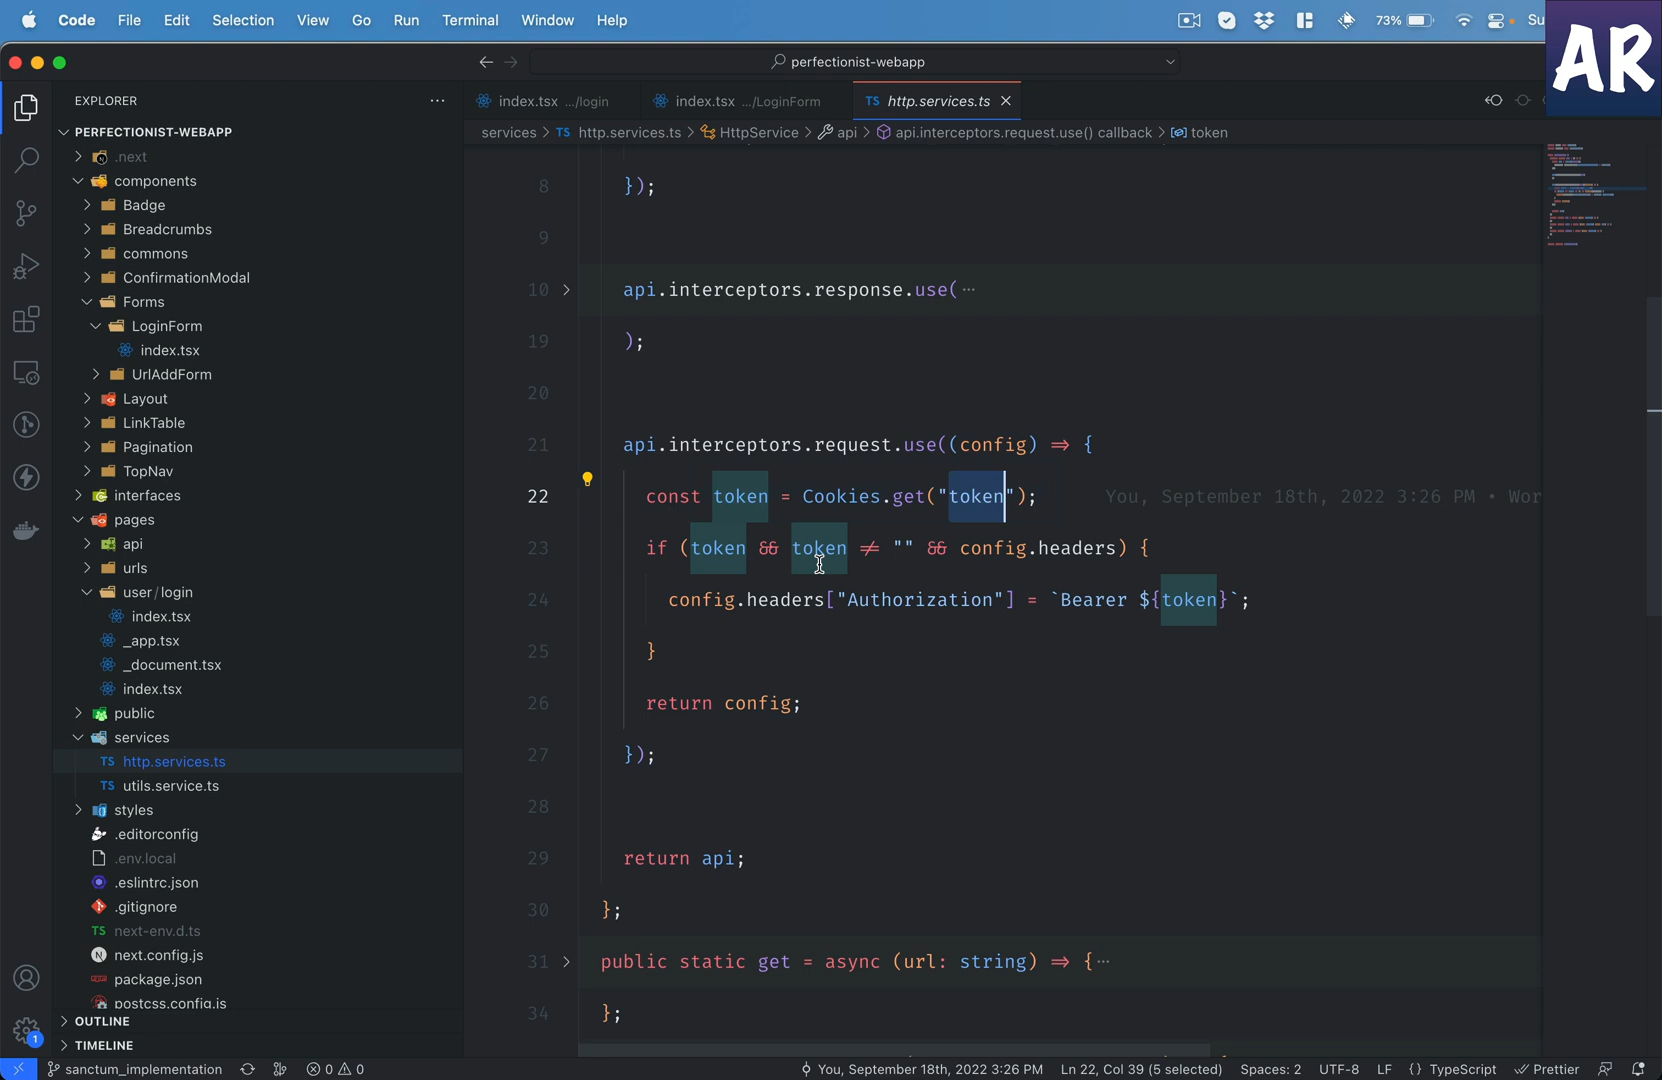 Code File Edit Selection View Go Run Terminal Window Help 73% Su
AR
perfectionist-webapp
EXPLORER
index.tsx .../login index.tsx .../LoginForm TS http.services.ts
services > TS http.services.ts > HttpService > api > api.interceptors.request.use() callback > token
PERFECTIONIST-WEBAPP
.next
components
Badge
Breadcrumbs
commons
ConfirmationModal
Forms
LoginForm
index.tsx
UrlAddForm
Layout
LinkTable
Pagination
TopNav
interfaces
pages
api
urls
user/login
index.tsx
_app.tsx
_document.tsx
index.tsx
public
services
TS http.services.ts
TS utils.service.ts
styles
.editorconfig
.env.local
.eslintrc.json
.gitignore
TS next-env.d.ts
next.config.js
package.json
postcss.config.js
OUTLINE
TIMELINE
8 });
9
10 api.interceptors.response.use(…
19 );
20
21 api.interceptors.request.use((config) => {
22 const token = Cookies.get("token"); You, September 18th, 2022 3:26 PM • Wor
23 if (token && token != "" && config.headers) {
24 config.headers["Authorization"] = `Bearer ${token}`;
25 }
26 return config;
27 });
28
29 return api;
30 };
31 public static get = async (url: string) => {…
34 };
1
sanctum_implementation 0 0 You, September 18th, 2022 3:26 PM Ln 22, Col 39 (5 selected) Spaces: 2 UTF-8 LF {} TypeScript Prettier